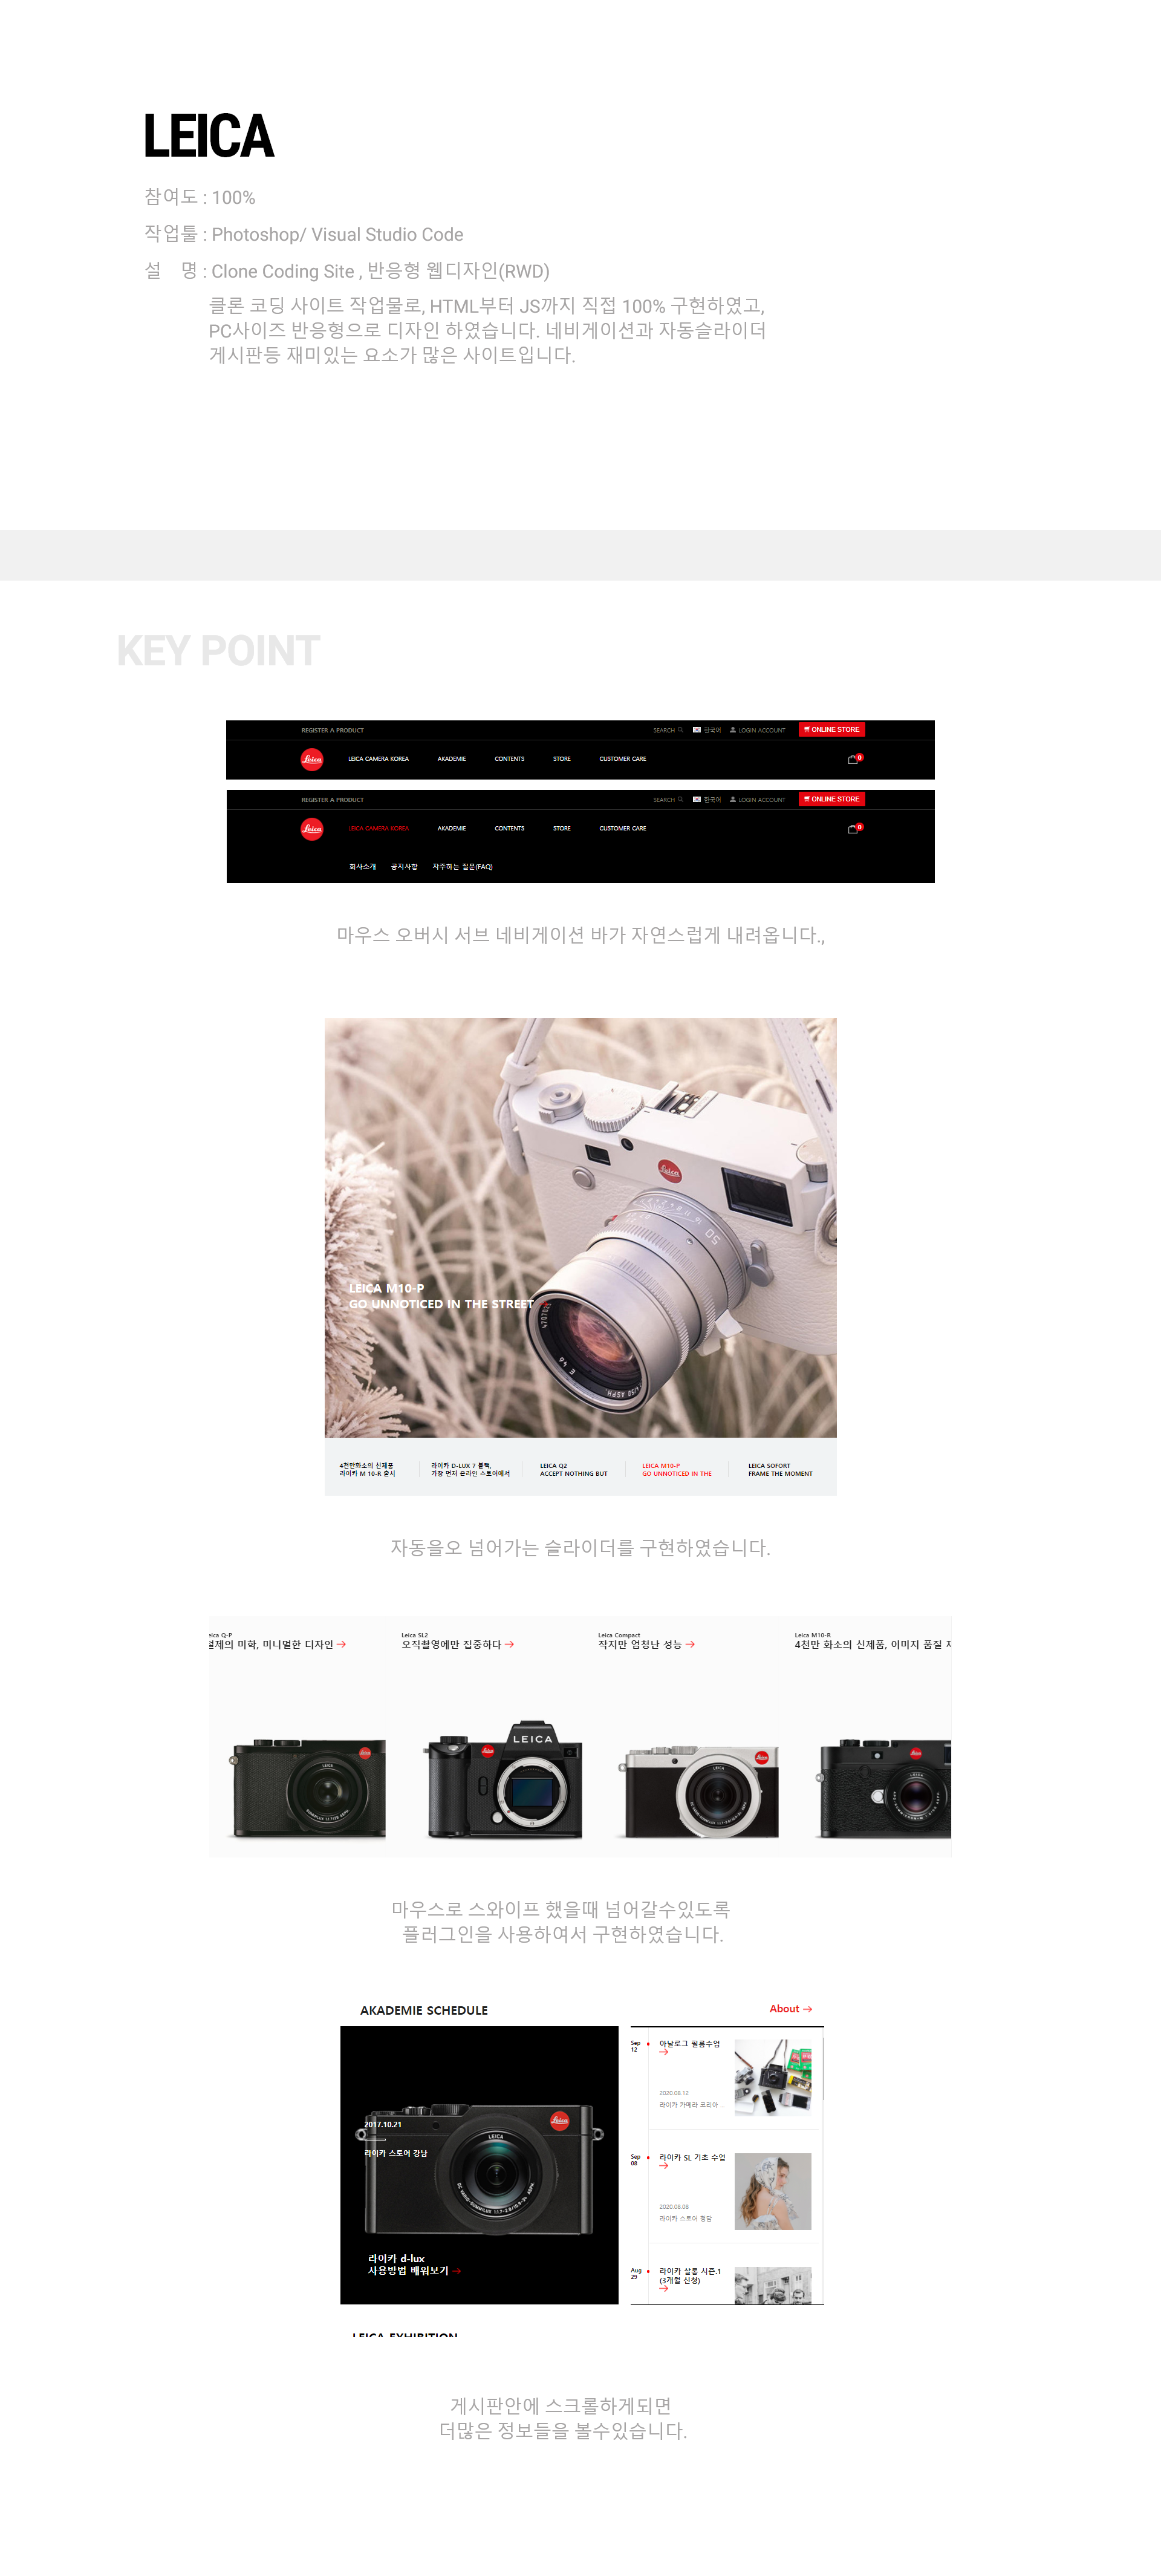 LEICA
참여도 : 100%
작업툴 : Photoshop/ Visual Studio Code
설 명 : Clone Coding Site , 반응형 웹디자인(RWD)
클론 코딩 사이트 작업물로, HTML부터 JS까지 직접 100% 구현하였고,
PC사이즈 반응형으로 디자인 하였습니다. 네비게이션과 자동슬라이더
게시판등 재미있는 요소가 많은 사이트입니다.
KEY POINT
REGISTER A PRODUCT SEARCH 한국어 LOGIN ACCOUNT ONLINE STORE
Leica LEICA CAMERA KOREA AKADEMIE CONTENTS STORE CUSTOMER CARE 0
REGISTER A PRODUCT SEARCH 한국어 LOGIN ACCOUNT ONLINE STORE
Leica LEICA CAMERA KOREA AKADEMIE CONTENTS STORE CUSTOMER CARE 0
회사소개 공지사항 자주하는 질문(FAQ)
마우스 오버시 서브 네비게이션 바가 자연스럽게 내려옵니다.,
Leica
50
LEICA M10-P
GO UNNOTICED IN THE STREET
E 46
4천만화소의 신제품 라이카 D-LUX 7 블랙, LEICA Q2 LEICA M10-P LEICA SOFORT
라이카 M 10-R 출시 가장 먼저 온라인 스토어에서 ACCEPT NOTHING BUT GO UNNOTICED IN THE FRAME THE MOMENT
자동을오 넘어가는 슬라이더를 구현하였습니다.
eica Q-P Leica SL2 Leica Compact Leica M10-R
절제의 미학, 미니멀한 디자인 오직촬영에만 집중하다 작지만 엄청난 성능 4천만 화소의 신제품, 이미지 품질
LEICA
마우스로 스와이프 했을때 넘어갈수있도록
플러그인을 사용하여서 구현하였습니다.
AKADEMIE SCHEDULE About
2017.10.21
라이카 스토어 강남
Leica
LEICA
라이카 d-lux
사용방법 배워보기
Sep 아날로그 필름수업
12
2020.08.12
라이카 카메라 코리아 ...
Sep 라이카 SL 기초 수업
08
2020.08.08
라이카 스토어 청담
Aug 라이카 살롱 시즌.1
29 (3개월 신청)
LEICA EXHIBITION
게시판안에 스크롤하게되면
더많은 정보들을 볼수있습니다.